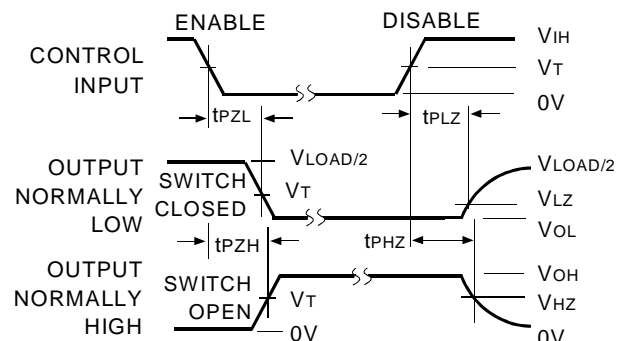 ENABLE
DISABLE
CONTROL
INPUT
VIH
VT
0V
tPZL
tPLZ
OUTPUT
NORMALLY
LOW
SWITCH
CLOSED
VLOAD/2
VT
VLOAD/2
VLZ
VOL
tPZH
tPHZ
OUTPUT
NORMALLY
HIGH
SWITCH
OPEN
VT
0V
VOH
VHZ
0V